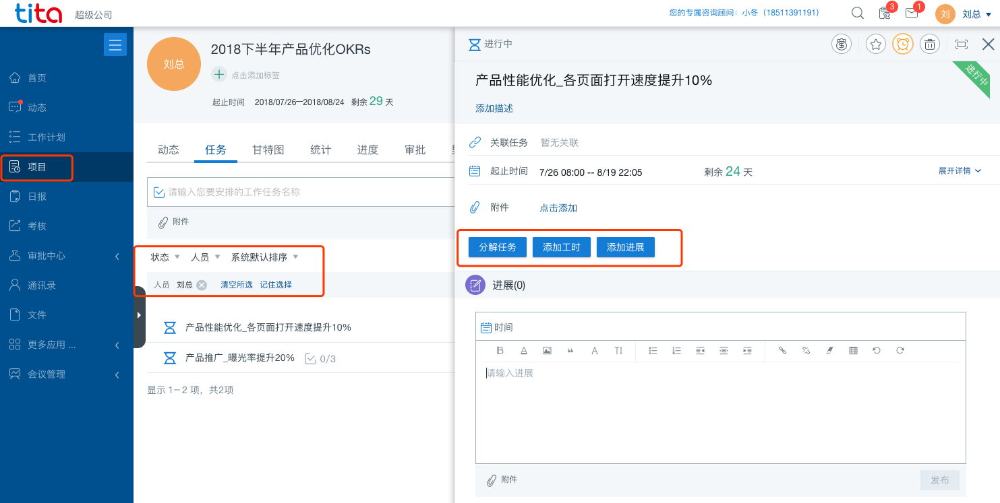 tita 超级公司
您的专属咨询顾问：小冬（18511391191）
3
1
刘 刘总
首页
动态
工作计划
项目
日报
考核
审批中心
通讯录
文件
更多应用 ...
会议管理
刘总
2018下半年产品优化OKRs
点击添加标签
起止时间 2018/07/26—2018/08/24 剩余 29 天
动态 任务 甘特图 统计 进度 审批
请输入您要安排的工作任务名称
附件
状态 人员 系统默认排序
人员 刘总 清空所选 记住选择
产品性能优化_各页面打开速度提升10%
产品推广_曝光率提升20% 0/3
显示 1－2 项，共2项
进行中
进行中
产品性能优化_各页面打开速度提升10%
添加描述
关联任务 暂无关联
起止时间 7/26 08:00 -- 8/19 22:05 剩余 24 天 展开详情
附件 点击添加
分解任务 添加工时 添加进展
进展(0)
时间
请输入进展
附件
发布